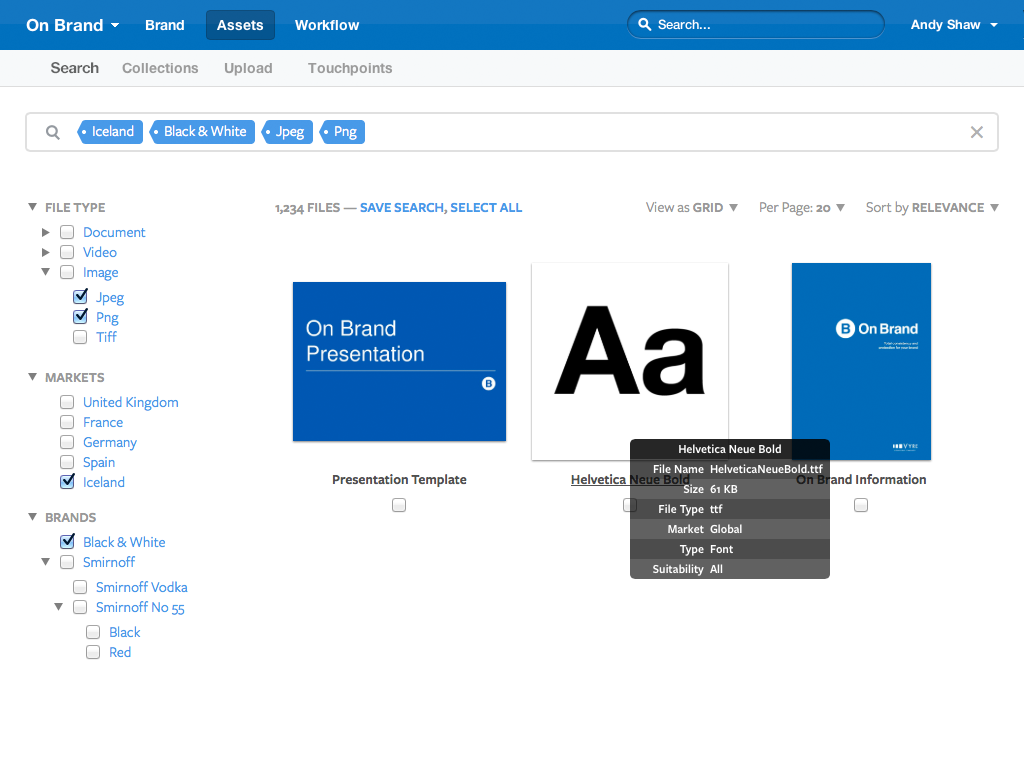 On Brand Brand Assets Workflow Search... Andy Shaw
Search Collections Upload Touchpoints
Iceland Black & White Jpeg Png
FILE TYPE
Document
Video
Image
Jpeg
Png
Tiff
MARKETS
United Kingdom
France
Germany
Spain
Iceland
BRANDS
Black & White
Smirnoff
Smirnoff Vodka
Smirnoff No 55
Black
Red
1,234 FILES — SAVE SEARCH, SELECT ALL
View as GRID Per Page: 20 Sort by RELEVANCE
On Brand
Presentation
B
Presentation Template
Aa
Helvetica Neue Bold
B On Brand
On Brand Information
Helvetica Neue Bold
File Name HelveticaNeueBold.ttf
Size 61 KB
File Type ttf
Market Global
Type Font
Suitability All